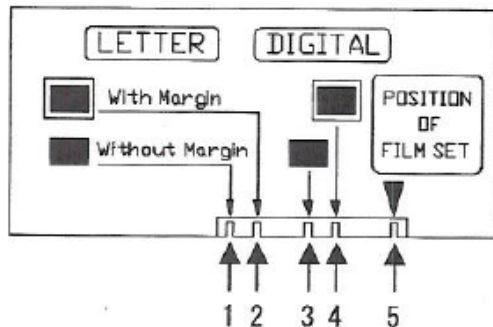 LETTER DIGITAL
With Margin
Without Margin
POSITION
OF
FILM SET
1 2 3 4 5